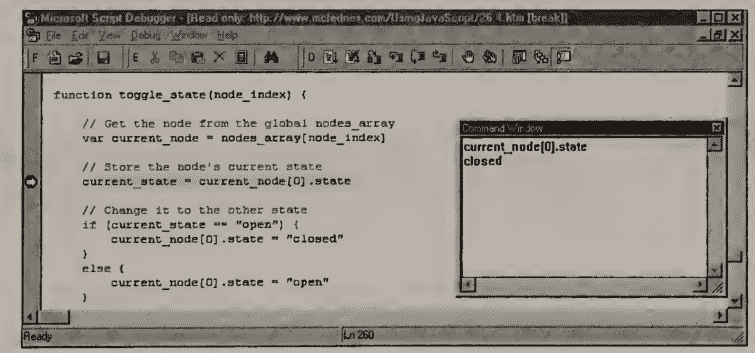 Microsoft Script Debugger - [Read only: http://www.mcfedries.com/UsingJavaScript/26-4.htm [break]]
File Edit View Debug Window Help
F E D
function toggle_state(node_index) {
// Get the node from the global nodes_array
var current_node = nodes_array[node_index]
// Store the node's current state
current_state = current_node[0].state
// Change it to the other state
if (current_state == "open") {
current_node[0].state = "closed"
}
else {
current_node[0].state = "open"
}
Command Window
current_node[0].state
closed
Ready Ln 260